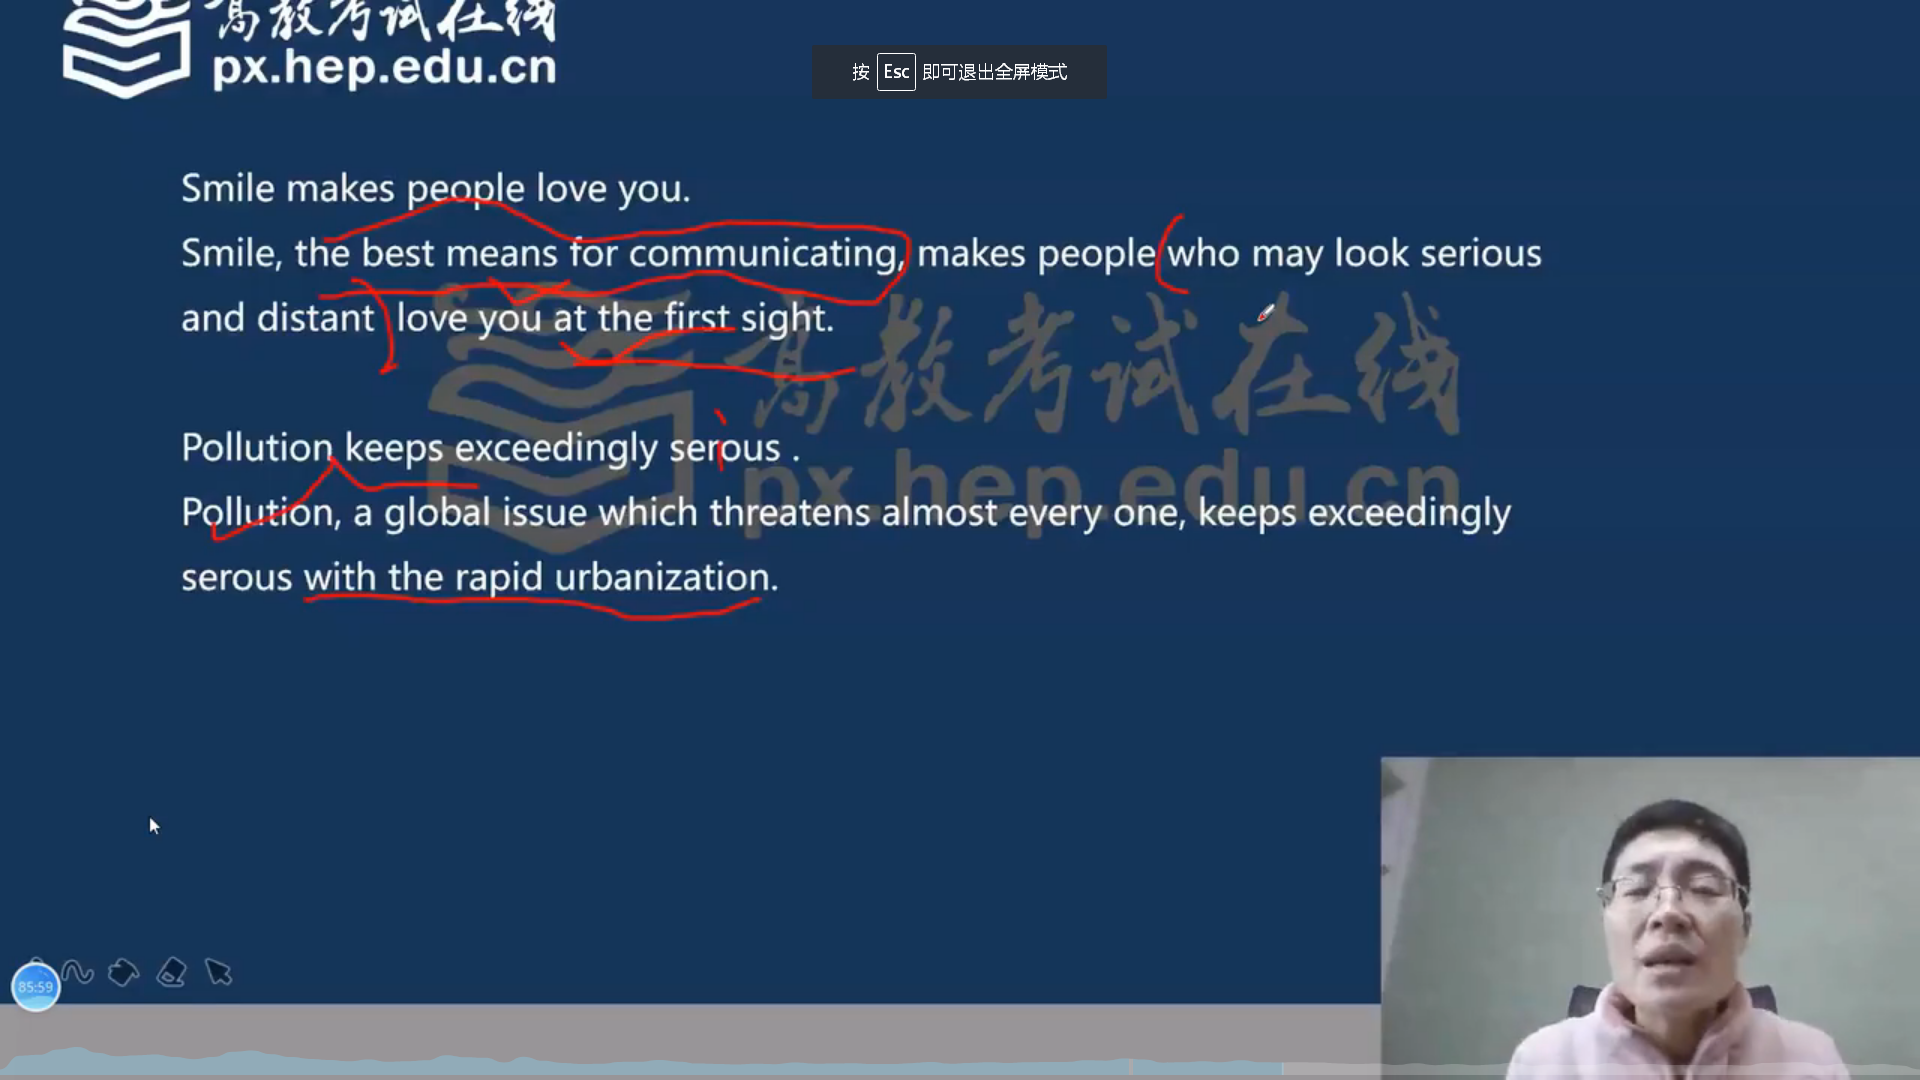 高教考试在线
px.hep.edu.cn
按 Esc 即可退出全屏模式
Smile makes people love you.
Smile, the best means for communicating, makes people who may look serious
and distant love you at the first sight.
高教考试在线
px.hep.edu.cn
Pollution keeps exceedingly serous .
Pollution, a global issue which threatens almost every one, keeps exceedingly
serous with the rapid urbanization.
85:59